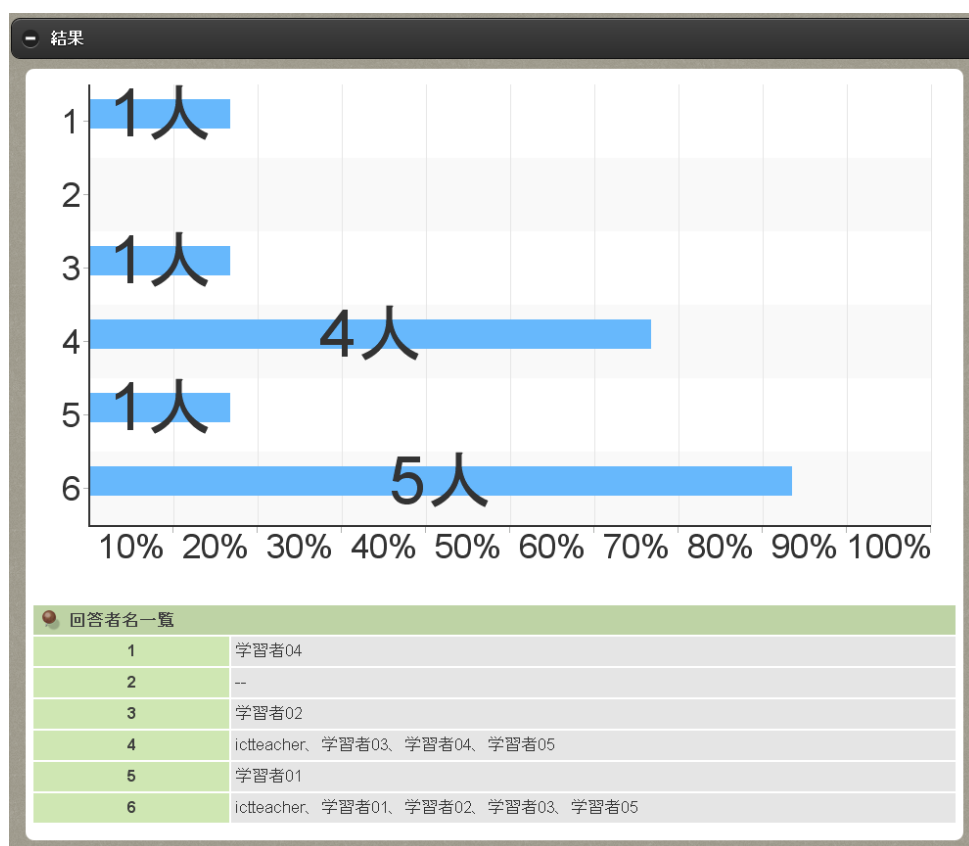 結果
1 1人
2
3 1人
4 4人
5 1人
6 5人
10% 20% 30% 40% 50% 60% 70% 80% 90% 100%
回答者名一覧
1 学習者04
2 --
3 学習者02
4 ictteacher、学習者03、学習者04、学習者05
5 学習者01
6 ictteacher、学習者01、学習者02、学習者03、学習者05